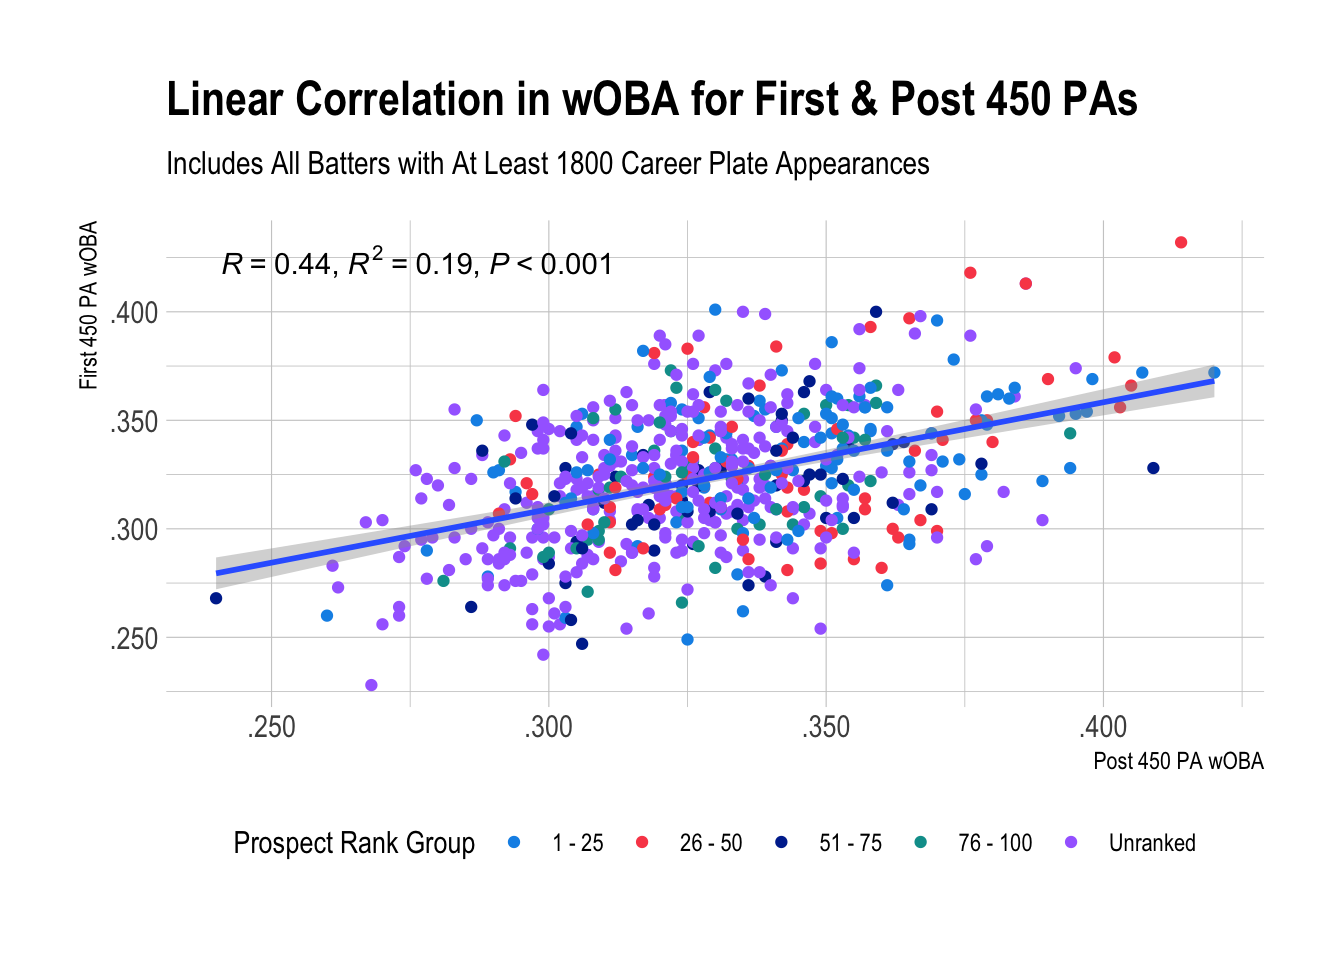 Linear Correlation in wOBA for First & Post 450 PAs
Includes All Batters with At Least 1800 Career Plate Appearances
First 450 PA wOBA
R = 0.44, R² = 0.19, P < 0.001
.400
.350
.300
.250
.250 .300 .350 .400
Post 450 PA wOBA
Prospect Rank Group 1 - 25 26 - 50 51 - 75 76 - 100 Unranked